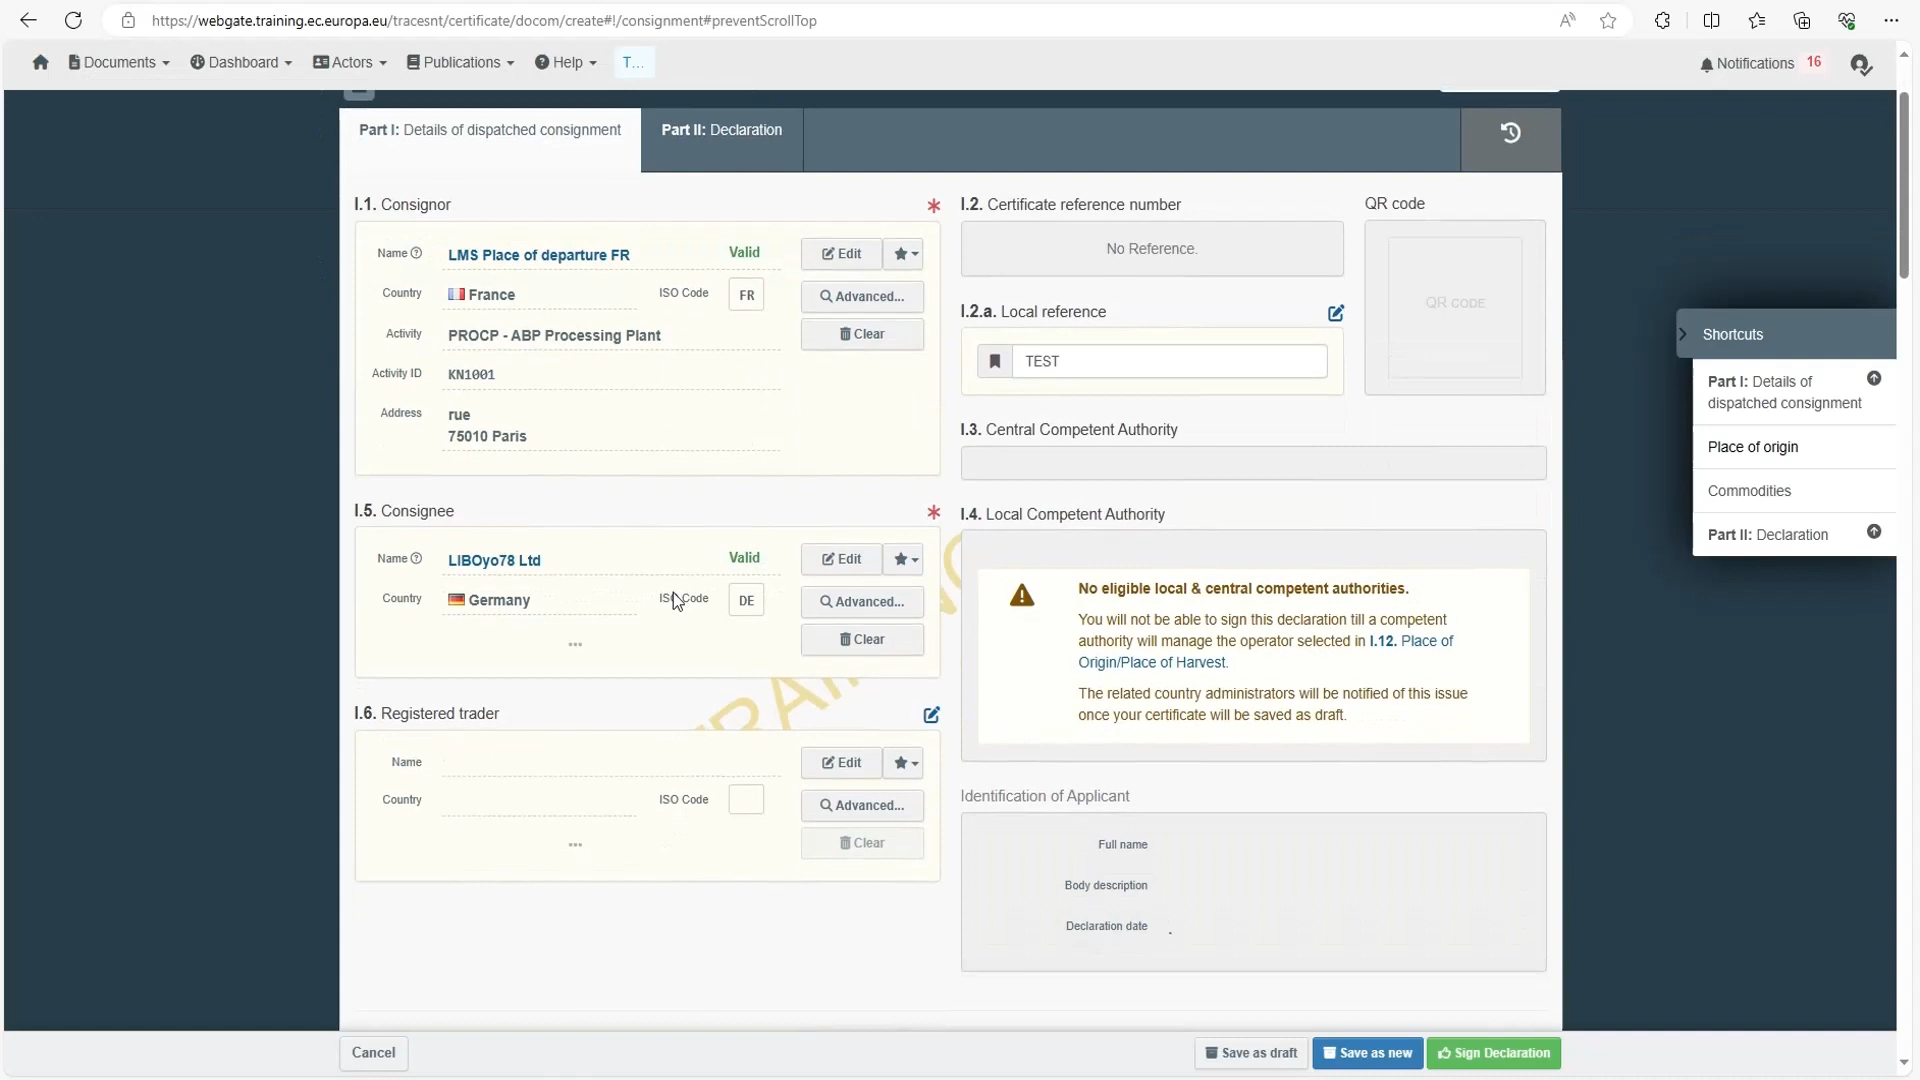 https://webgate.training.ec.europa.eu/tracesnt/certificate/docom/create#!/consignment#preventScrollTop
Documents
Dashboard
Actors
Publications
Help
T...
Notifications 16
Part I: Details of dispatched consignment
Part II: Declaration
I.1. Consignor
Name
LMS Place of departure FR
Valid
Edit
Country
France
ISO Code
FR
Advanced...
Activity
PROCP - ABP Processing Plant
Clear
Activity ID
KN1001
Address
rue
75010 Paris
I.2. Certificate reference number
No Reference.
QR code
QR CODE
I.2.a. Local reference
TEST
I.3. Central Competent Authority
I.5. Consignee
Name
LIBOyo78 Ltd
Valid
Edit
Country
Germany
ISO Code
DE
Advanced...
Clear
I.4. Local Competent Authority
No eligible local & central competent authorities.
You will not be able to sign this declaration till a competent
authority will manage the operator selected in I.12. Place of
Origin/Place of Harvest.
The related country administrators will be notified of this issue
once your certificate will be saved as draft.
I.6. Registered trader
Name
Edit
Country
ISO Code
Advanced...
Clear
Identification of Applicant
Full name
Body description
Declaration date
.
Shortcuts
Part I: Details of
dispatched consignment
Place of origin
Commodities
Part II: Declaration
Cancel
Save as draft
Save as new
Sign Declaration